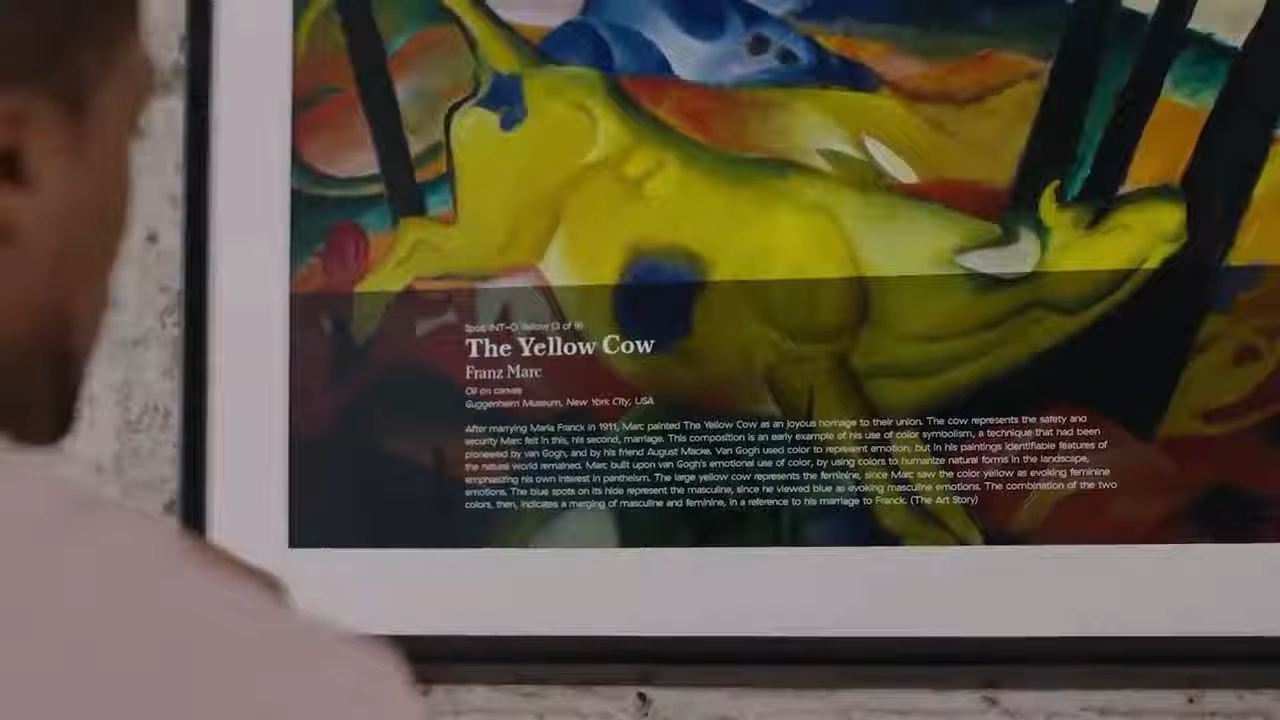 Spos: INT-O Yellow (3 of 9)
The Yellow Cow
Franz Marc
Oil on canvas
Guggenheim Museum, New York City, USA
After marrying Maria Franck in 1911, Marc painted The Yellow Cow as an joyous homage to their union. The cow represents the safety and
security Marc felt in this, his second, marriage. This composition is an early example of his use of color symbolism, a technique that had been
pioneered by van Gogh, and by his friend August Macke. Van Gogh used color to represent emotion, but in his paintings identifiable features of
the natural world remained. Marc built upon van Gogh's emotional use of color, by using colors to humanize natural forms in the landscape,
emphasizing his own interest in pantheism. The large yellow cow represents the feminine, since Marc saw the color yellow as evoking feminine
emotions. The blue spots on its hide represent the masculine, since he viewed blue as evoking masculine emotions. The combination of the two
colors, then, indicates a merging of masculine and feminine, in a reference to his marriage to Franck. (The Art Story)